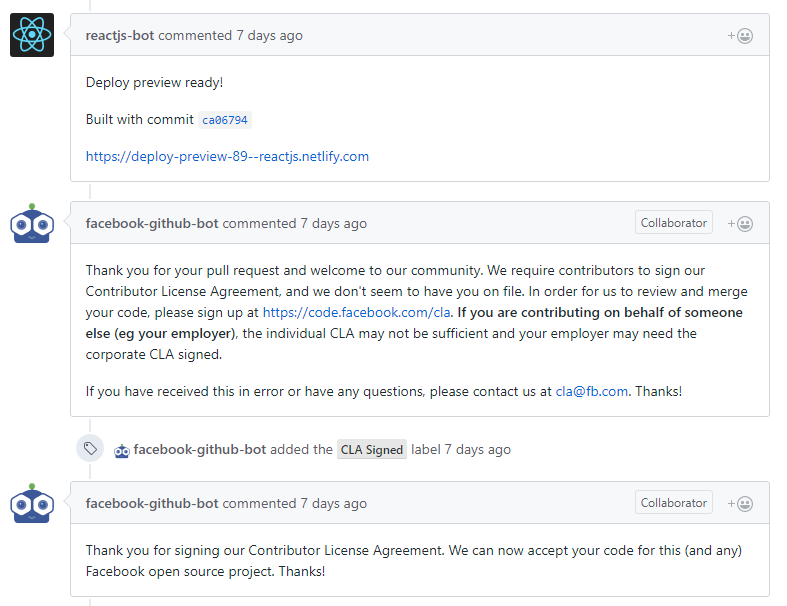 reactjs-bot commented 7 days ago
Deploy preview ready!
Built with commit ca06794
https://deploy-preview-89--reactjs.netlify.com
facebook-github-bot commented 7 days ago Collaborator
Thank you for your pull request and welcome to our community. We require contributors to sign our
Contributor License Agreement, and we don't seem to have you on file. In order for us to review and merge
your code, please sign up at https://code.facebook.com/cla. If you are contributing on behalf of someone
else (eg your employer), the individual CLA may not be sufficient and your employer may need the
corporate CLA signed.
If you have received this in error or have any questions, please contact us at cla@fb.com. Thanks!
facebook-github-bot added the CLA Signed label 7 days ago
facebook-github-bot commented 7 days ago Collaborator
Thank you for signing our Contributor License Agreement. We can now accept your code for this (and any)
Facebook open source project. Thanks!